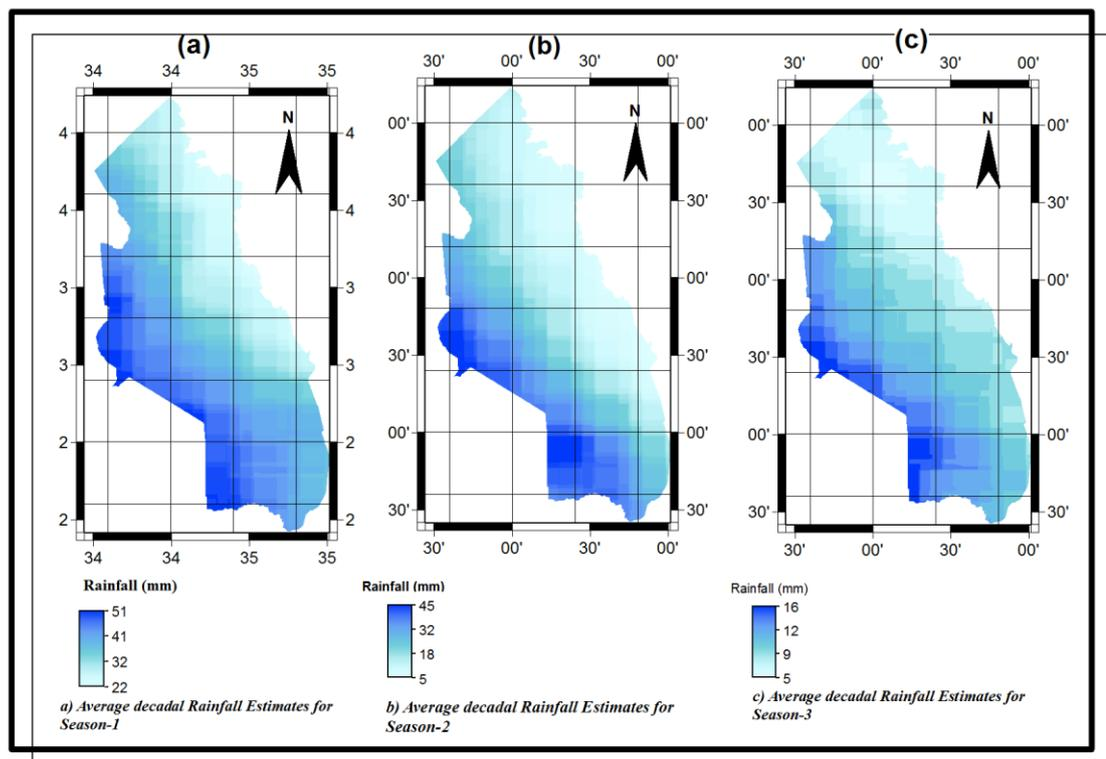 (a)
(b)
(c)
34 34 35 35
30' 00' 30' 00'
30' 00' 30' 00'
N
N
N
4 4
00' 00'
00' 00'
4 4
30' 30'
30' 30'
3 3
00' 00'
00' 00'
3 3
30' 30'
30' 30'
2 2
00' 00'
00' 00'
2 2
30' 30'
30' 30'
34 34 35 35
30' 00' 30' 00'
30' 00' 30' 00'
Rainfall (mm)
51
41
32
22
a) Average decadal Rainfall Estimates for
Season-1
Rainfall (mm)
45
32
18
5
b) Average decadal Rainfall Estimates for
Season-2
Rainfall (mm)
16
12
9
5
c) Average decadal Rainfall Estimates for
Season-3